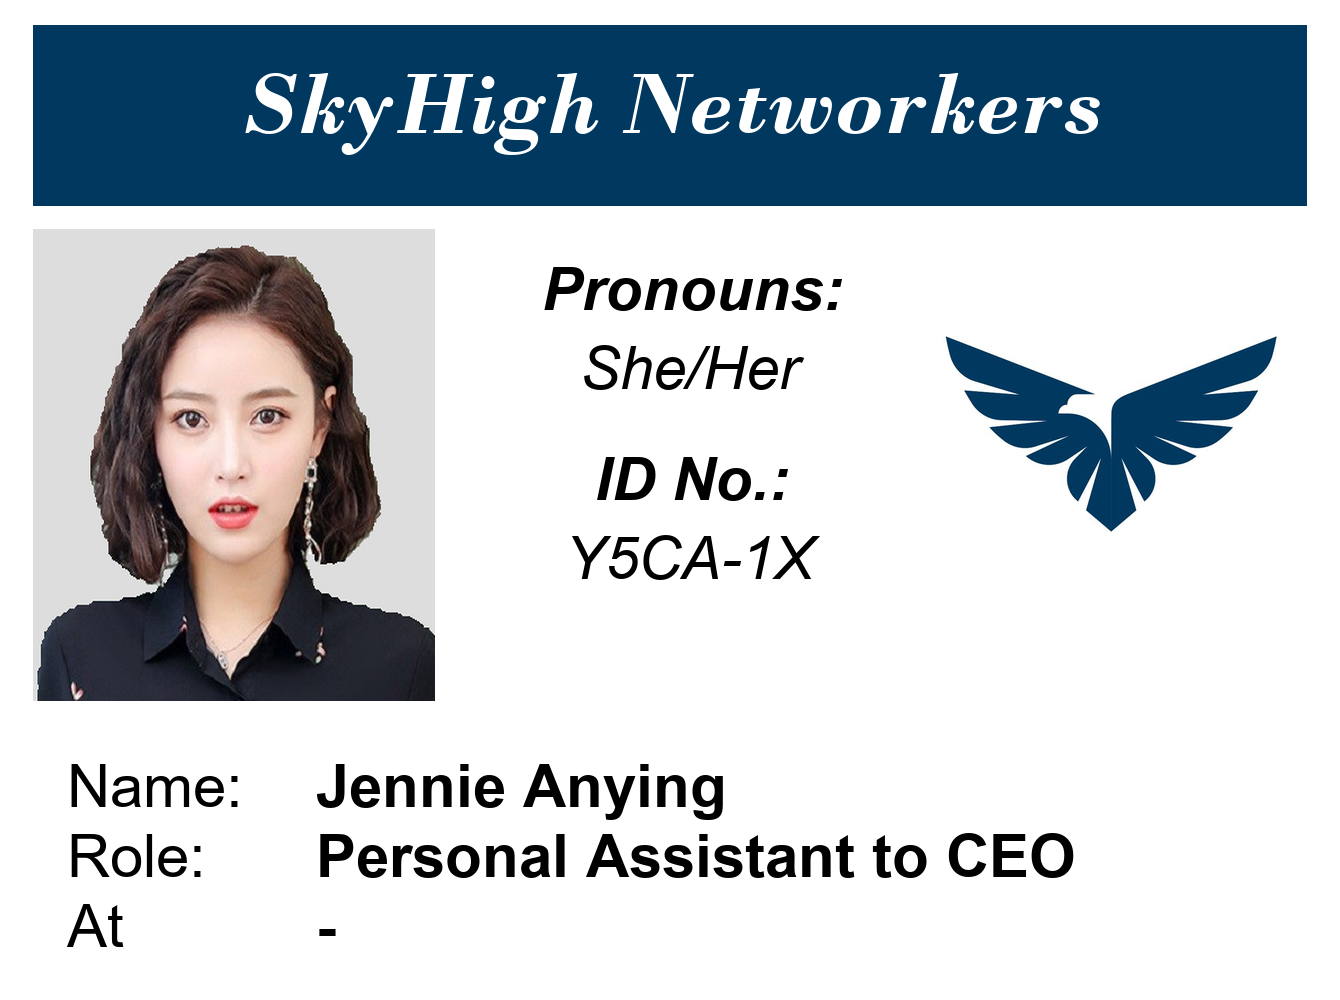 SkyHigh Networkers
Pronouns:
She/Her
ID No.:
Y5CA-1X
Name: Jennie Anying
Role: Personal Assistant to CEO
At -